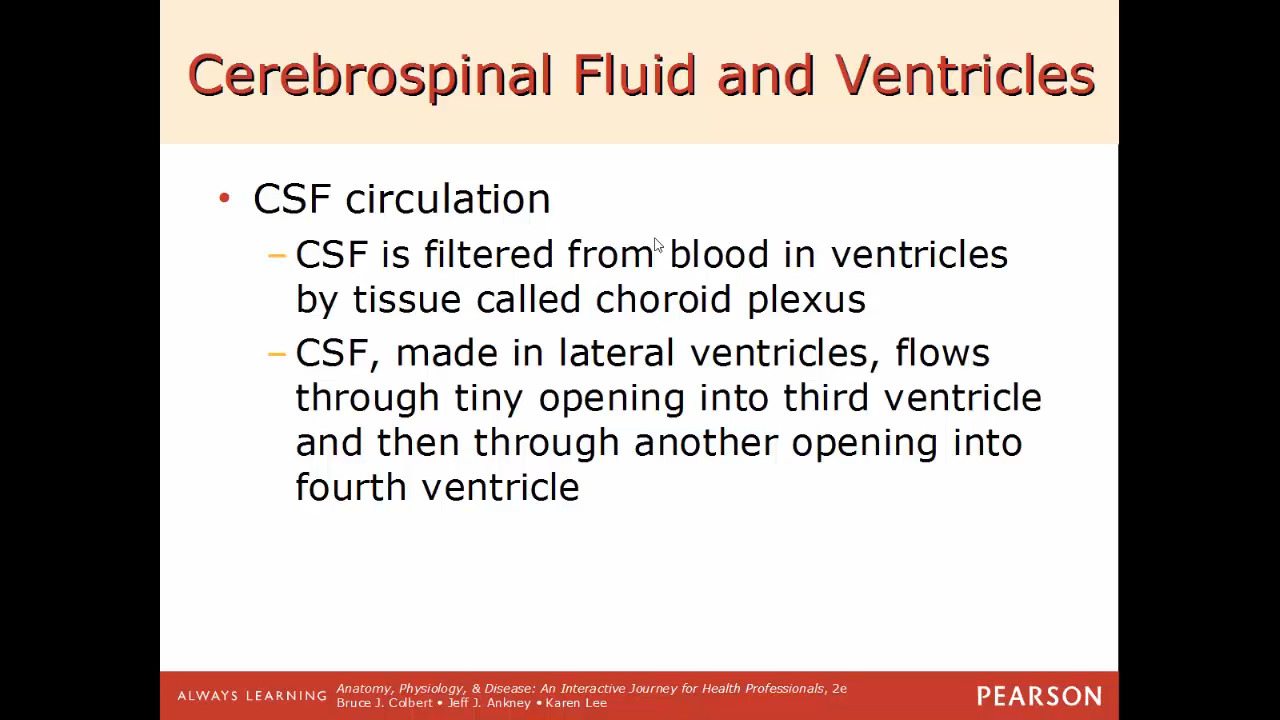 Cerebrospinal Fluid and Ventricles
• CSF circulation
– CSF is filtered from blood in ventricles
by tissue called choroid plexus
– CSF, made in lateral ventricles, flows
through tiny opening into third ventricle
and then through another opening into
fourth ventricle
ALWAYS LEARNING
Anatomy, Physiology, & Disease: An Interactive Journey for Health Professionals, 2e
Bruce J. Colbert • Jeff J. Ankney • Karen Lee
PEARSON